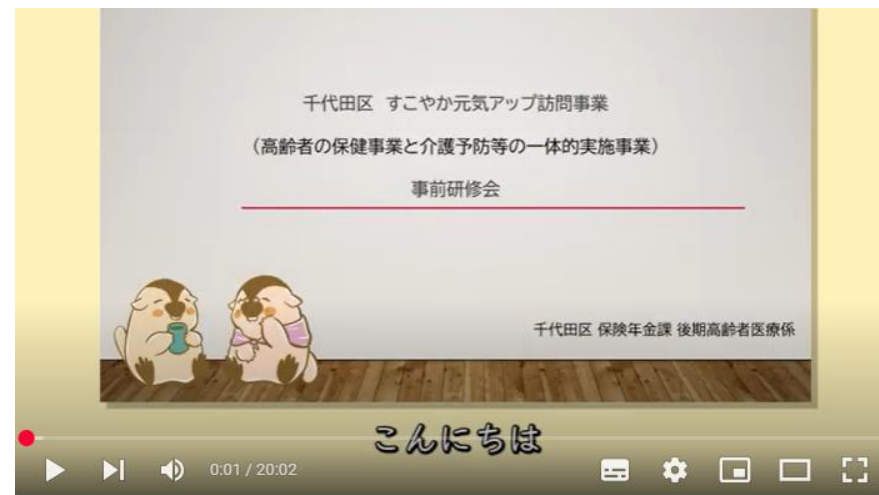 千代田区 すこやか元気アップ訪問事業
（高齢者の保健事業と介護予防等の一体的実施事業）
事前研修会
千代田区 保険年金課 後期高齢者医療係
こんにちは
0:01 / 20:02